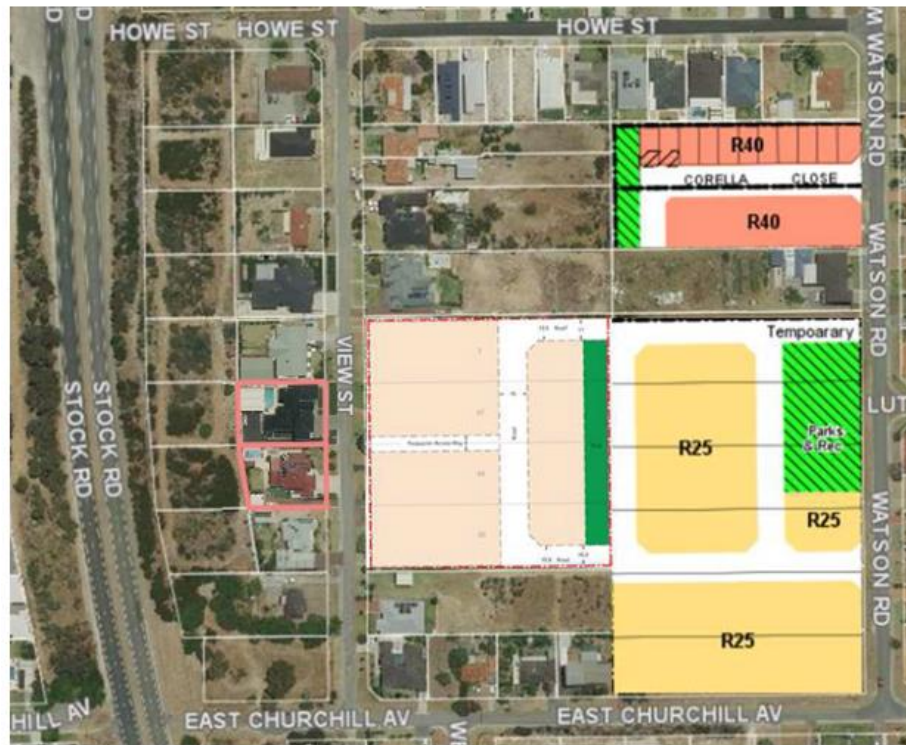 HOWE ST
HOWE ST
HOWE ST
WATSON RD
R40
CORELLA CLOSE
R40
WATSON RD
Tempoarary
VIEW ST
STOCK RD
STOCK RD
Parks
& Rec
R25
R25
LUT
WATSON RD
R25
HILL AV
EAST CHURCHILL AV
EAST CHURCHILL AV